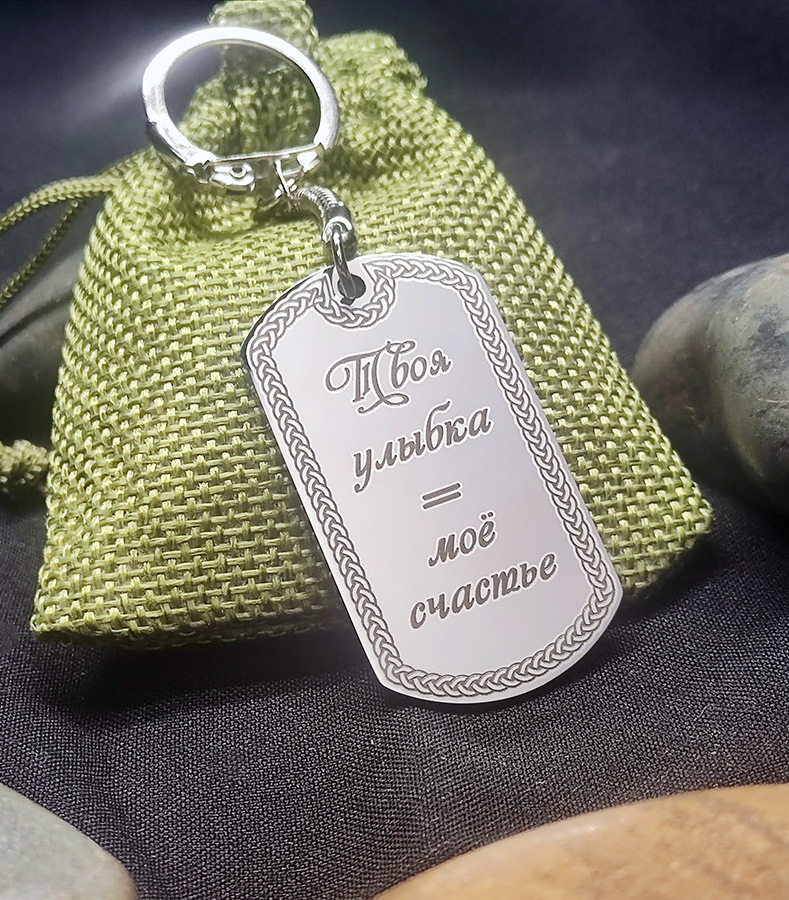 Твоя
улыбка
=
моё
счастье